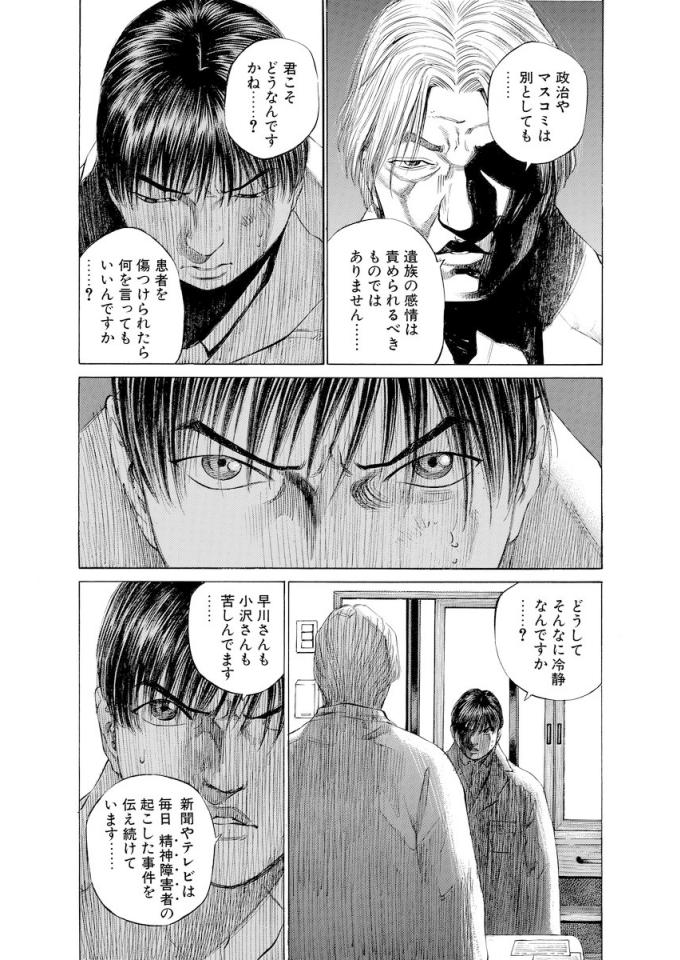 政治や
マスコミは
別としても
……
遺族の感情は
責められるべき
ものでは
ありません……
君こそ
どうなんです
かね……？
患者を
傷つけられたら
何を言っても
いいんですか
……？
どうして
そんなに冷静
なんですか
……？
早川さんも
小沢さんも
苦しんでます
……
新聞やテレビは
毎日 精神障害者の
起こした事件を
伝え続けて
います……